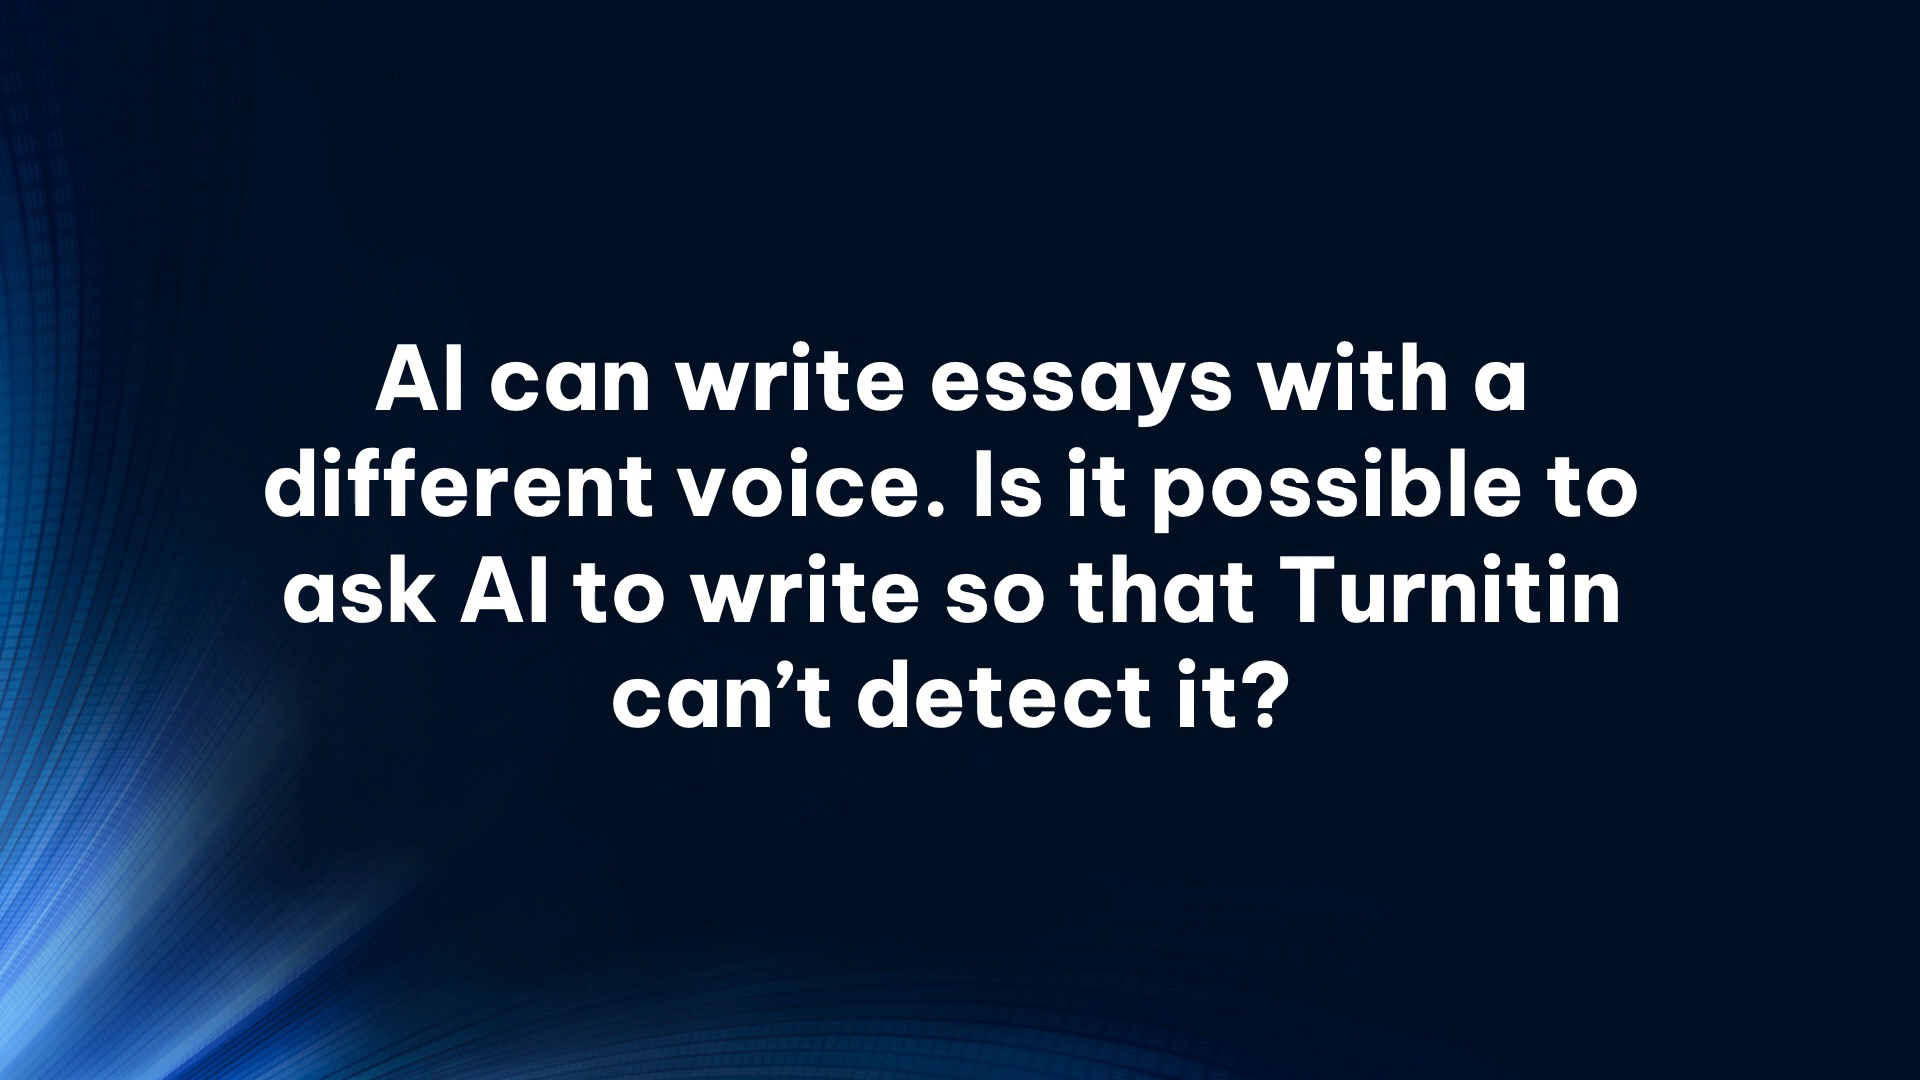 AI can write essays with a
different voice. Is it possible to
ask AI to write so that Turnitin
can’t detect it?